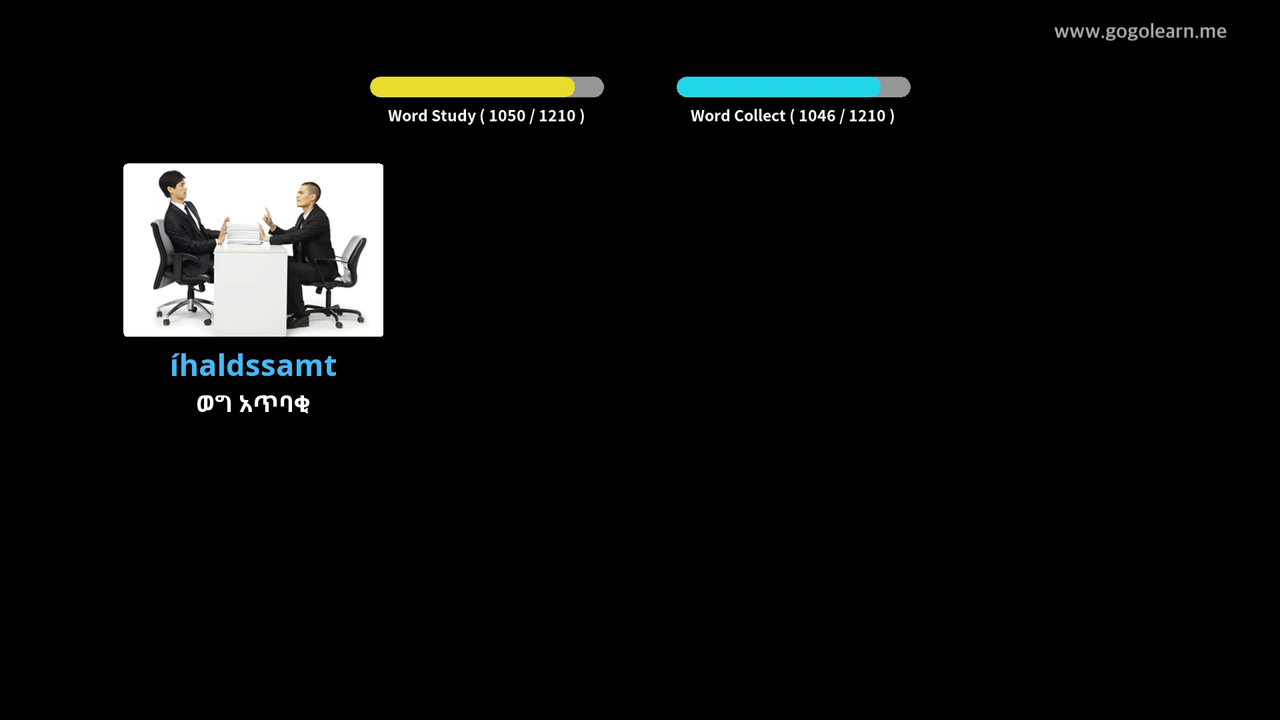 www.gogolearn.me
Word Study ( 1050 / 1210 )
Word Collect ( 1046 / 1210 )
íhaldssamt
ወግ አጥባቂ